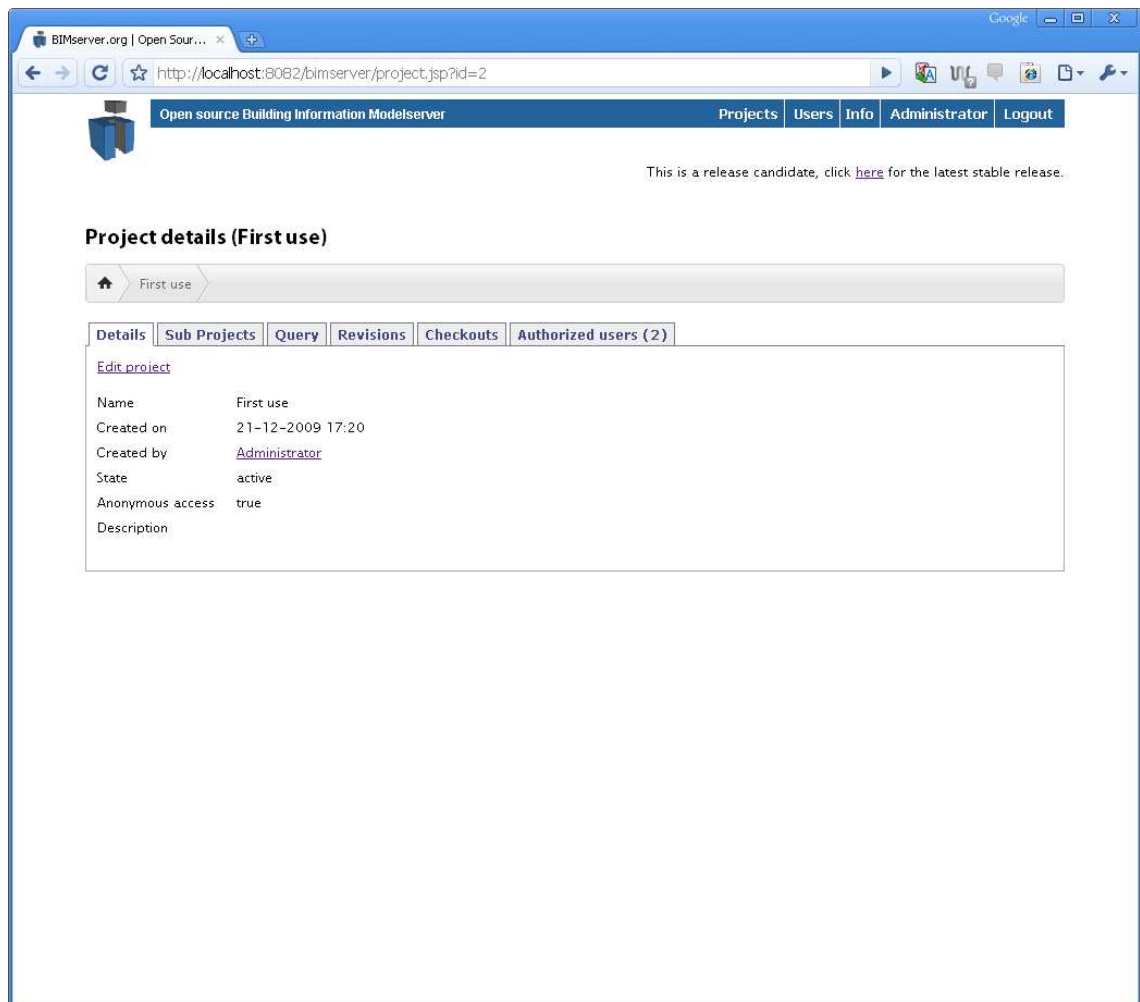 Google
BIMserver.org | Open Sour...
http://localhost:8082/bimserver/project.jsp?id=2
Open source Building Information Modelserver
Projects Users Info Administrator Logout
This is a release candidate, click here for the latest stable release.
Project details (First use)
First use
Details Sub Projects Query Revisions Checkouts Authorized users (2)
Edit project
Name First use
Created on 21-12-2009 17:20
Created by Administrator
State active
Anonymous access true
Description